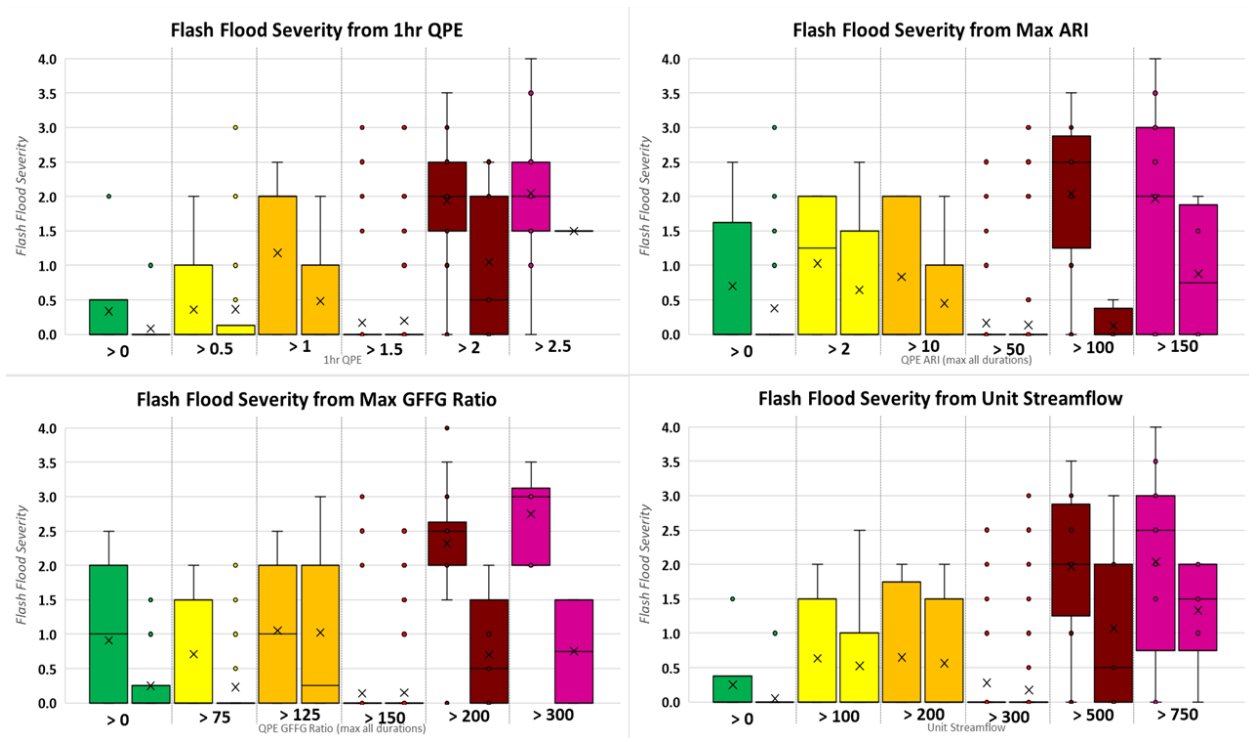 Flash Flood Severity from 1hr QPE
Flash Flood Severity
4.0
3.5
3.0
2.5
2.0
1.5
1.0
0.5
0.0
> 0 > 0.5 > 1 > 1.5 > 2 > 2.5
1hr QPE
Flash Flood Severity from Max ARI
Flash Flood Severity
4.0
3.5
3.0
2.5
2.0
1.5
1.0
0.5
0.0
> 0 > 2 > 10 > 50 > 100 > 150
QPE ARI (max all durations)
Flash Flood Severity from Max GFFG Ratio
Flash Flood Severity
4.0
3.5
3.0
2.5
2.0
1.5
1.0
0.5
0.0
> 0 > 75 > 125 > 150 > 200 > 300
QPE GFFG Ratio (max all durations)
Flash Flood Severity from Unit Streamflow
Flash Flood Severity
4.0
3.5
3.0
2.5
2.0
1.5
1.0
0.5
0.0
> 0 > 100 > 200 > 300 > 500 > 750
Unit Streamflow